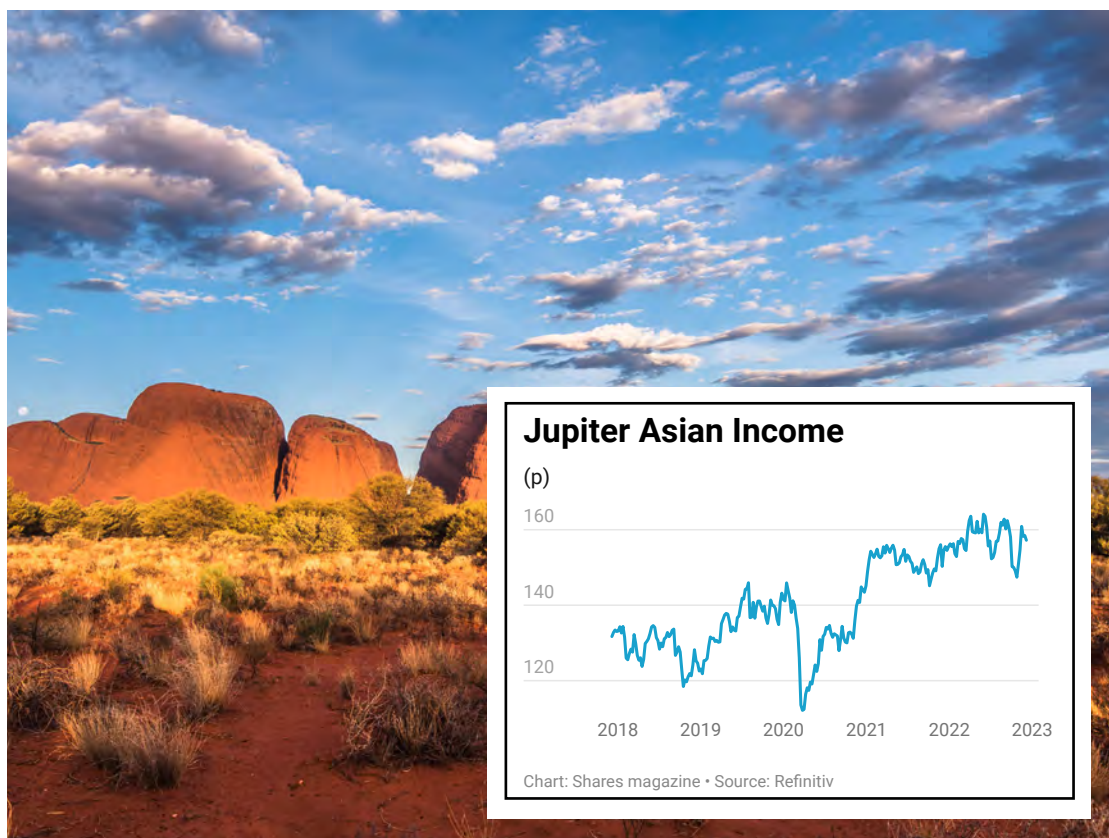 Jupiter Asian Income
(p)
160
140
120
2018 2019 2020 2021 2022 2023
Chart: Shares magazine • Source: Refinitiv